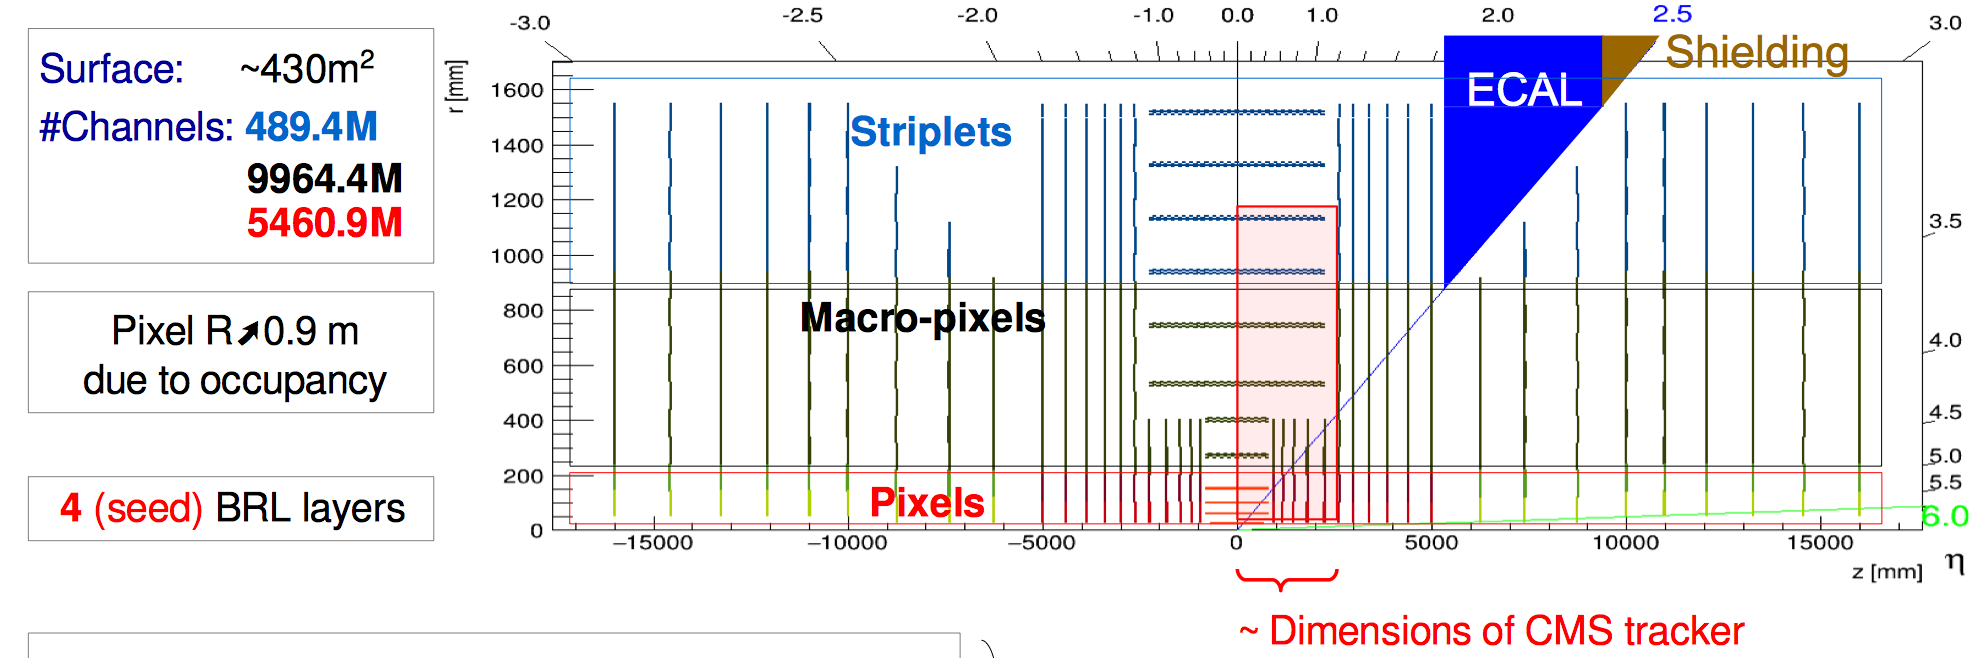 Surface: ~430m²
#Channels: 489.4M
9964.4M
5460.9M
Pixel R↗0.9 m
due to occupancy
4 (seed) BRL layers
-3.0 -2.5 -2.0 -1.0 0.0 1.0 2.0 2.5 3.0
Shielding
ECAL
r [mm]
1600
1400
1200
1000
800
600
400
200
0
Striplets
Macro-pixels
Pixels
3.5
4.0
4.5
5.0
5.5
6.0
−15000 −10000 −5000 0 5000 10000 15000
η
z [mm]
~ Dimensions of CMS tracker